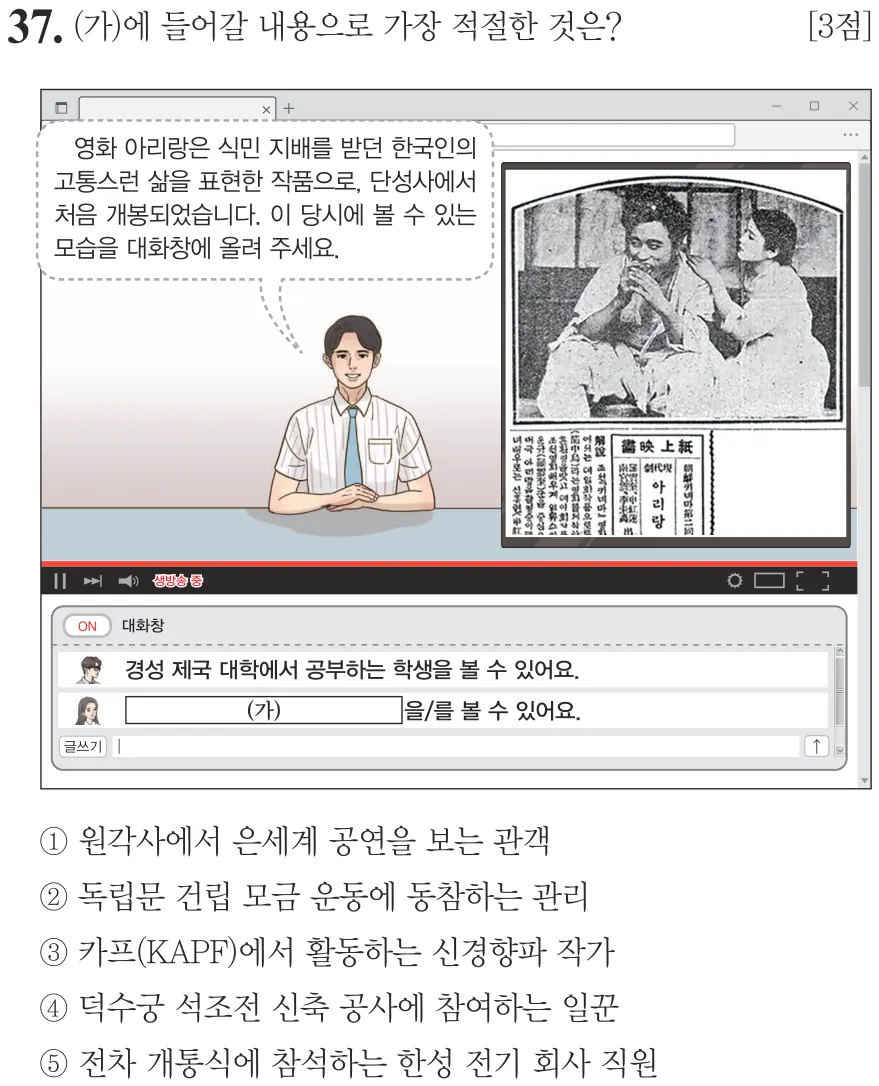 37. (가)에 들어갈 내용으로 가장 적절한 것은? [3점]
영화 아리랑은 식민 지배를 받던 한국인의
고통스런 삶을 표현한 작품으로, 단성사에서
처음 개봉되었습니다. 이 당시에 볼 수 있는
모습을 대화창에 올려 주세요.
紙上映畵
現代劇
아리랑
解說
생방송 중
ON 대화창
경성 제국 대학에서 공부하는 학생을 볼 수 있어요.
(가)을/를 볼 수 있어요.
글쓰기
① 원각사에서 은세계 공연을 보는 관객
② 독립문 건립 모금 운동에 동참하는 관리
③ 카프(KAPF)에서 활동하는 신경향파 작가
④ 덕수궁 석조전 신축 공사에 참여하는 일꾼
⑤ 전차 개통식에 참석하는 한성 전기 회사 직원